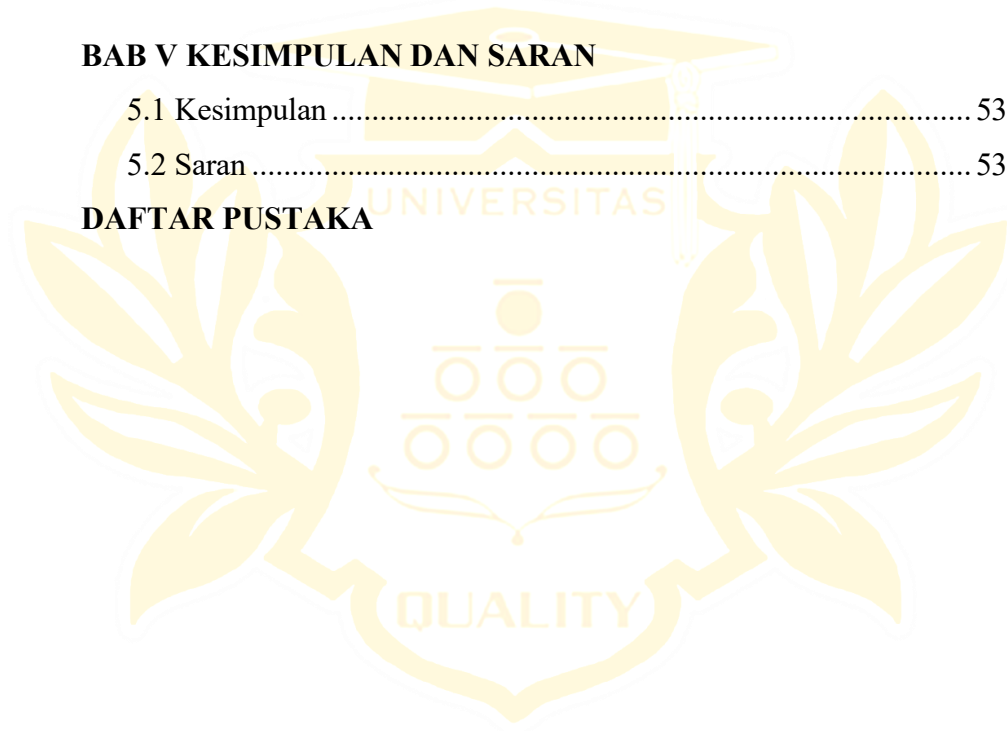 BAB V KESIMPULAN DAN SARAN
5.1 Kesimpulan ................................................................................ 53
5.2 Saran .......................................................................................... 53
UNIVERSITAS
DAFTAR PUSTAKA
QUALITY